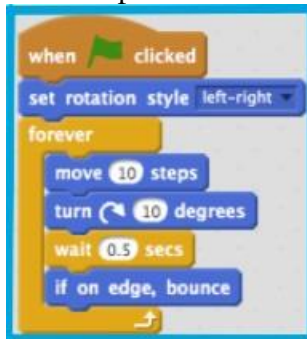 when clicked
set rotation style left-right
forever
move 10 steps
turn 10 degrees
wait 0.5 secs
if on edge, bounce